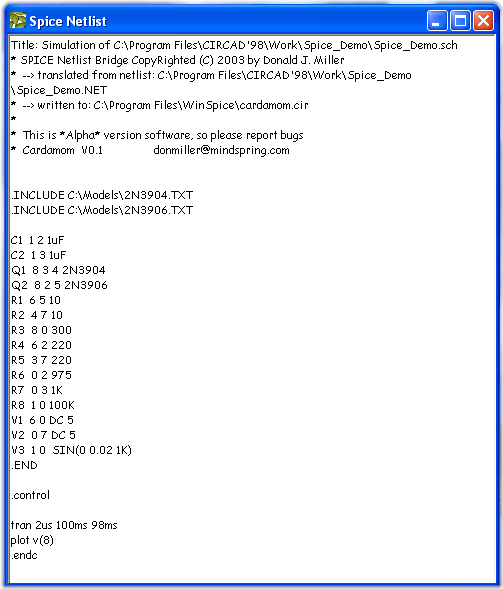 Spice Netlist
Title: Simulation of C:\Program Files\CIRCAD'98\Work\Spice_Demo\Spice_Demo.sch
* SPICE Netlist Bridge CopyRighted (C) 2003 by Donald J. Miller
* --> translated from netlist: C:\Program Files\CIRCAD'98\Work\Spice_Demo
\Spice_Demo.NET
* --> written to: C:\Program Files\WinSpice\cardamom.cir
*
* This is *Alpha* version software, so please report bugs
* Cardamom V0.1 donmiller@mindspring.com
.INCLUDE C:\Models\2N3904.TXT
.INCLUDE C:\Models\2N3906.TXT
C1 1 2 1uF
C2 1 3 1uF
Q1 8 3 4 2N3904
Q2 8 2 5 2N3906
R1 6 5 10
R2 4 7 10
R3 8 0 300
R4 6 2 220
R5 3 7 220
R6 0 2 975
R7 0 3 1K
R8 1 0 100K
V1 6 0 DC 5
V2 0 7 DC 5
V3 1 0 SIN(0 0.02 1K)
.END
.control
tran 2us 100ms 98ms
plot v(8)
.endc